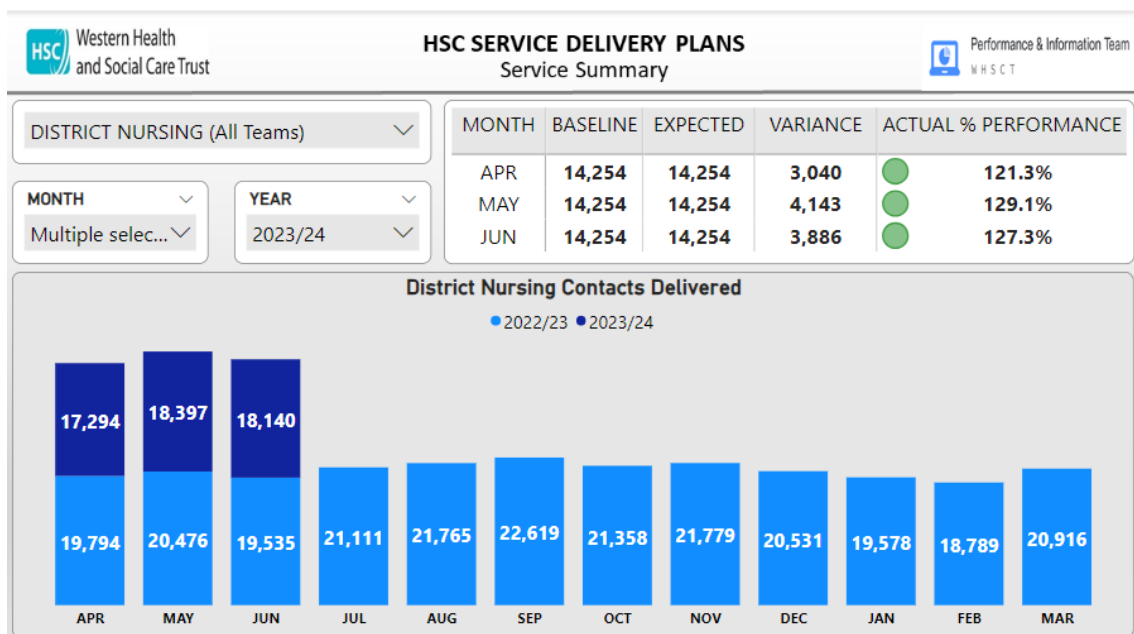 HSC
Western Health
and Social Care Trust
HSC SERVICE DELIVERY PLANS
Service Summary
Performance & Information Team
WHSCT
DISTRICT NURSING (All Teams)
MONTH
Multiple selec...
YEAR
2023/24
MONTH BASELINE EXPECTED VARIANCE ACTUAL % PERFORMANCE
APR 14,254 14,254 3,040 121.3%
MAY 14,254 14,254 4,143 129.1%
JUN 14,254 14,254 3,886 127.3%
District Nursing Contacts Delivered
2022/23 2023/24
17,294 18,397 18,140
19,794 20,476 19,535 21,111 21,765 22,619 21,358 21,779 20,531 19,578 18,789 20,916
APR MAY JUN JUL AUG SEP OCT NOV DEC JAN FEB MAR